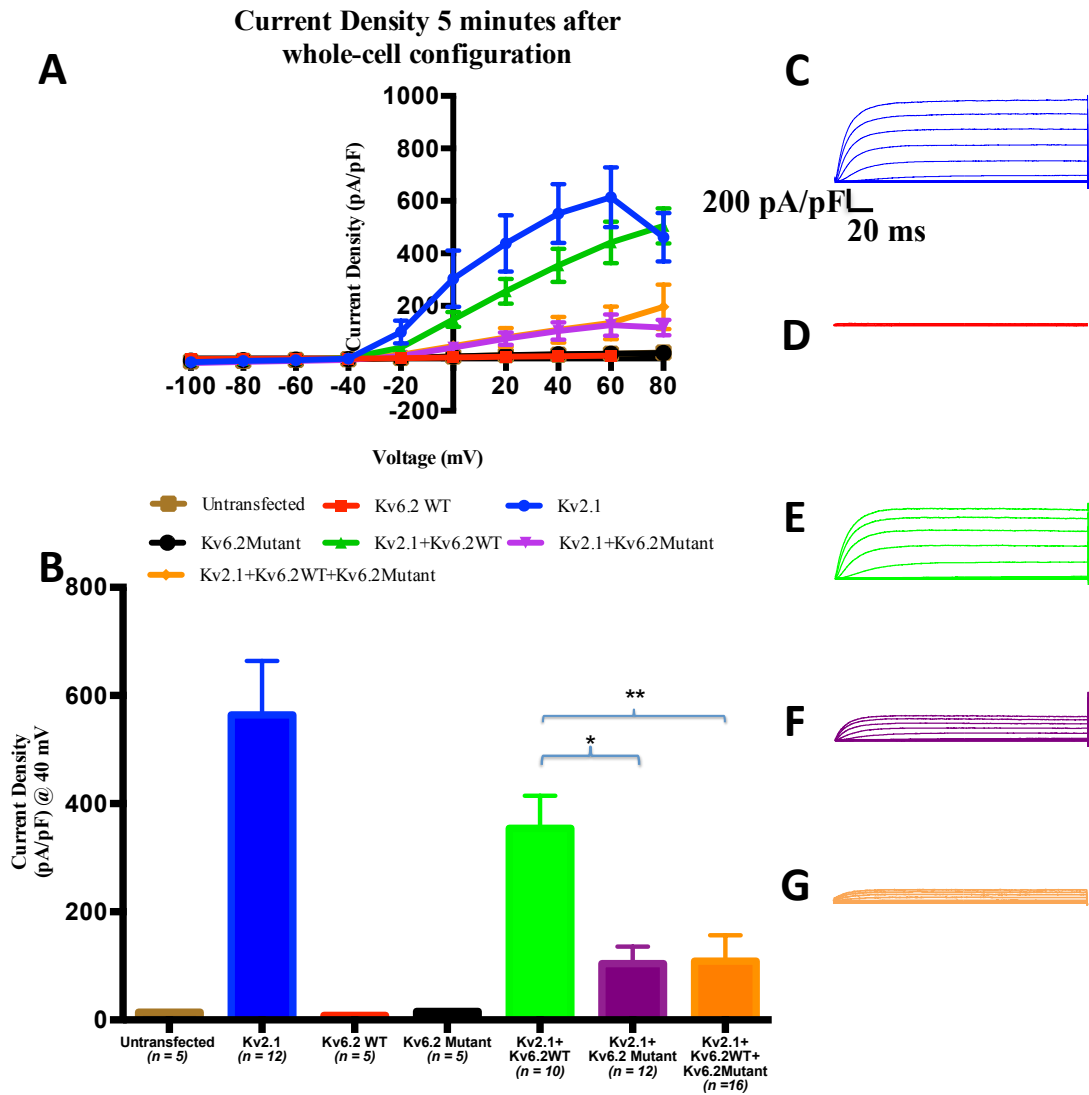 Current Density 5 minutes after
whole-cell configuration
A
Current Density (pA/pF)
1000
800
600
400
200
-200
-100
-80
-60
-40
-20
20
40
60
80
Voltage (mV)
Untransfected
Kv6.2 WT
Kv2.1
Kv6.2Mutant
Kv2.1+Kv6.2WT
Kv2.1+Kv6.2Mutant
Kv2.1+Kv6.2WT+Kv6.2Mutant
B
Current Density
(pA/pF) @ 40 mV
800
600
400
200
0
*
**
Untransfected
(n = 5)
Kv2.1
(n = 12)
Kv6.2 WT
(n = 5)
Kv6.2 Mutant
(n = 5)
Kv2.1+
Kv6.2WT
(n = 10)
Kv2.1+
Kv6.2 Mutant
(n = 12)
Kv2.1+
Kv6.2WT+
Kv6.2Mutant
(n =16)
C
200 pA/pF
20 ms
D
E
F
G